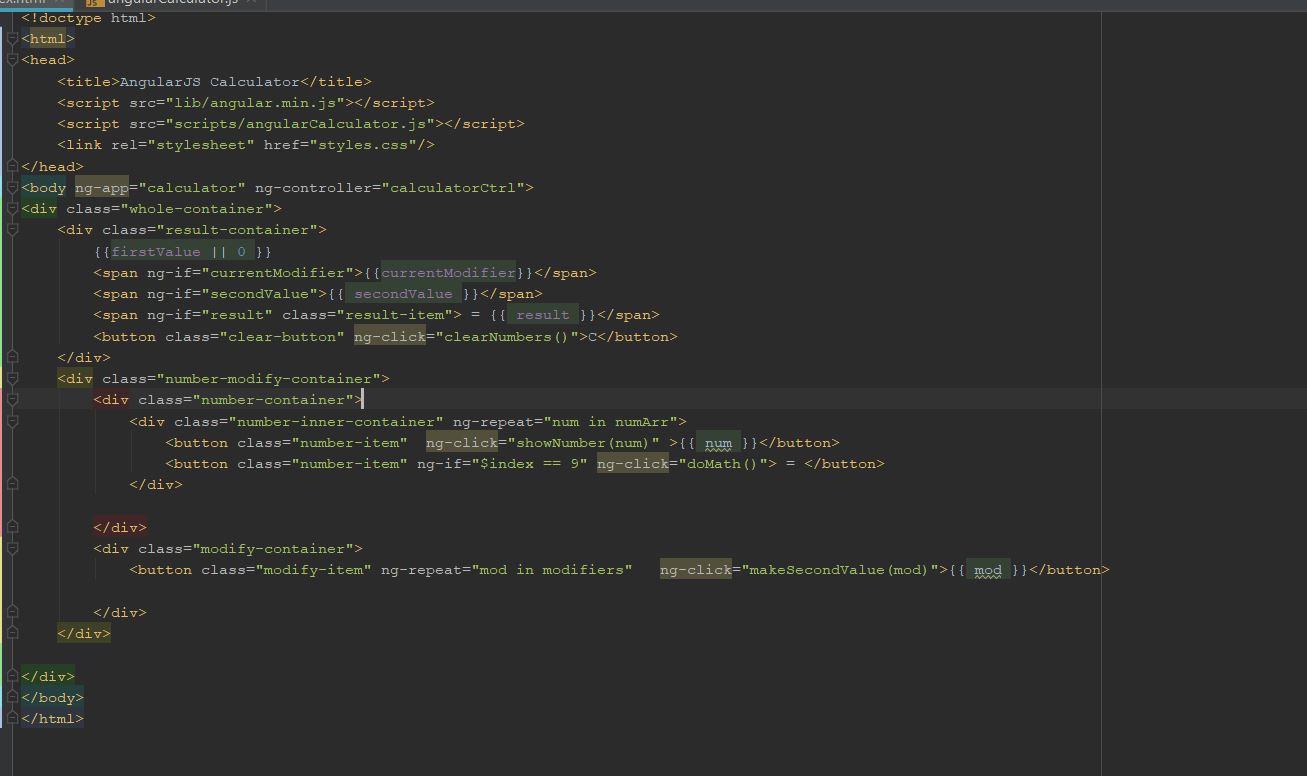 ex.html angularCalculator.js
<!doctype html>
<html>
<head>
    <title>AngularJS Calculator</title>
    <script src="lib/angular.min.js"></script>
    <script src="scripts/angularCalculator.js"></script>
    <link rel="stylesheet" href="styles.css"/>
</head>
<body ng-app="calculator" ng-controller="calculatorCtrl">
<div class="whole-container">
    <div class="result-container">
        {{firstValue || 0 }}
        <span ng-if="currentModifier">{{currentModifier}}</span>
        <span ng-if="secondValue">{{ secondValue }}</span>
        <span ng-if="result" class="result-item"> = {{ result }}</span>
        <button class="clear-button" ng-click="clearNumbers()">C</button>
    </div>
    <div class="number-modify-container">
        <div class="number-container">
            <div class="number-inner-container" ng-repeat="num in numArr">
                <button class="number-item"  ng-click="showNumber(num)" >{{ num }}</button>
                <button class="number-item" ng-if="$index == 9" ng-click="doMath()"> = </button>
            </div>
        </div>
        <div class="modify-container">
            <button class="modify-item" ng-repeat="mod in modifiers"   ng-click="makeSecondValue(mod)">{{ mod }}</button>
        </div>
    </div>
</div>
</body>
</html>